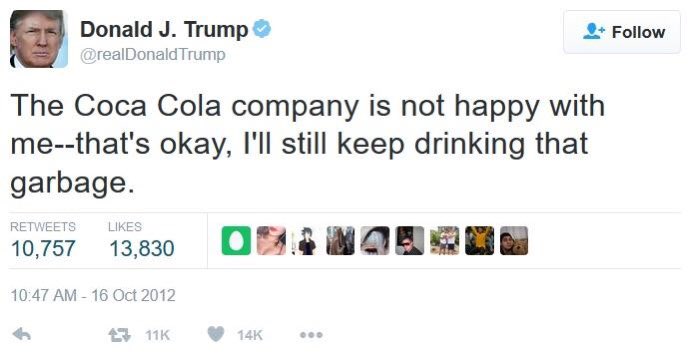 Donald J. Trump
@realDonaldTrump
Follow
The Coca Cola company is not happy with
me--that's okay, I'll still keep drinking that
garbage.
RETWEETS LIKES
10,757 13,830
10:47 AM - 16 Oct 2012
11K 14K